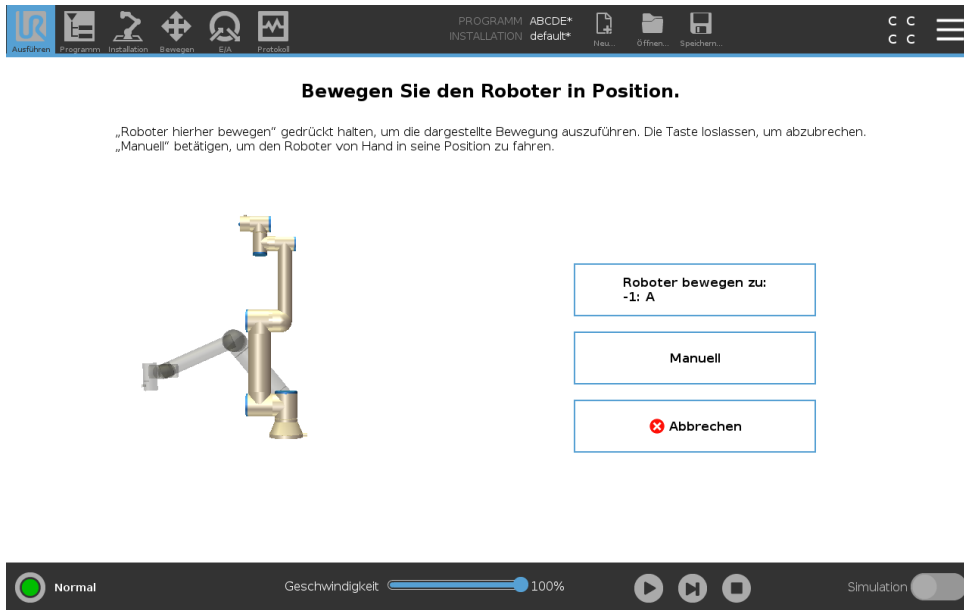 UR
Ausführen
Programm
Installation
Bewegen
E/A
Protokoll
PROGRAMM ABCDE*
INSTALLATION default*
Neu...
Öffnen...
Speichern...
C C
C C
Bewegen Sie den Roboter in Position.
„Roboter hierher bewegen“ gedrückt halten, um die dargestellte Bewegung auszuführen. Die Taste loslassen, um abzubrechen.
„Manuell“ betätigen, um den Roboter von Hand in seine Position zu fahren.
Roboter bewegen zu:
-1: A
Manuell
Abbrechen
Normal
Geschwindigkeit 100%
Simulation